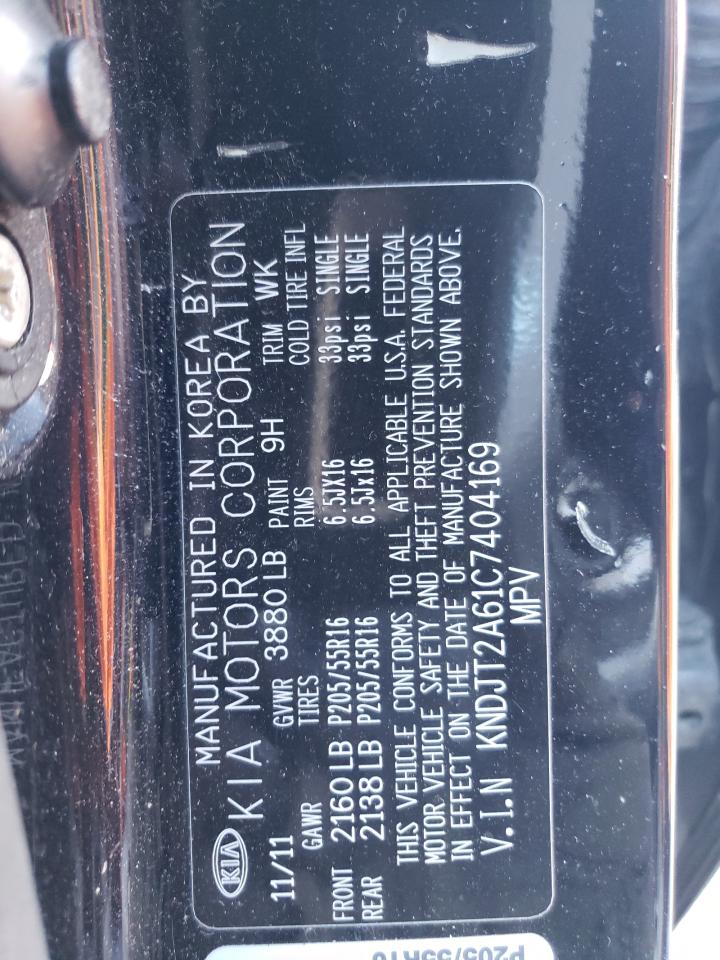 MANUFACTURED IN KOREA BY
KIA KIA MOTORS CORPORATION
11/11 GVWR 3880 LB PAINT 9H TRIM WK
GAWR TIRES RIMS COLD TIRE INFL
FRONT 2160 LB P205/55R16 6.5JX16 33psi SINGLE
REAR 2138 LB P205/55R16 6.5Jx16 33psi SINGLE
THIS VEHICLE CONFORMS TO ALL APPLICABLE U.S.A. FEDERAL
MOTOR VEHICLE SAFETY AND THEFT PREVENTION STANDARDS
IN EFFECT ON THE DATE OF MANUFACTURE SHOWN ABOVE.
V.I.N KNDJT2A61C7404169
MPV
P205/55R16